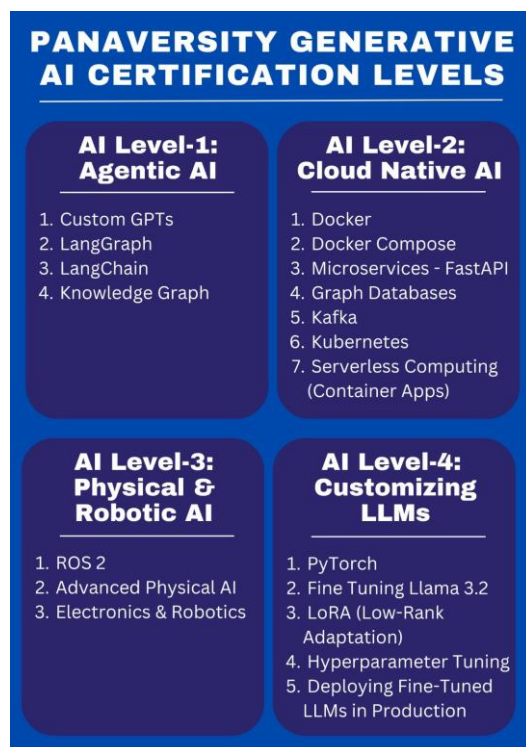 PANAVERSITY GENERATIVE
AI CERTIFICATION LEVELS
AI Level-1:
Agentic AI
1. Custom GPTs
2. LangGraph
3. LangChain
4. Knowledge Graph
AI Level-2:
Cloud Native AI
1. Docker
2. Docker Compose
3. Microservices - FastAPI
4. Graph Databases
5. Kafka
6. Kubernetes
7. Serverless Computing
(Container Apps)
AI Level-3:
Physical &
Robotic AI
1. ROS 2
2. Advanced Physical AI
3. Electronics & Robotics
AI Level-4:
Customizing
LLMs
1. PyTorch
2. Fine Tuning Llama 3.2
3. LoRA (Low-Rank
Adaptation)
4. Hyperparameter Tuning
5. Deploying Fine-Tuned
LLMs in Production